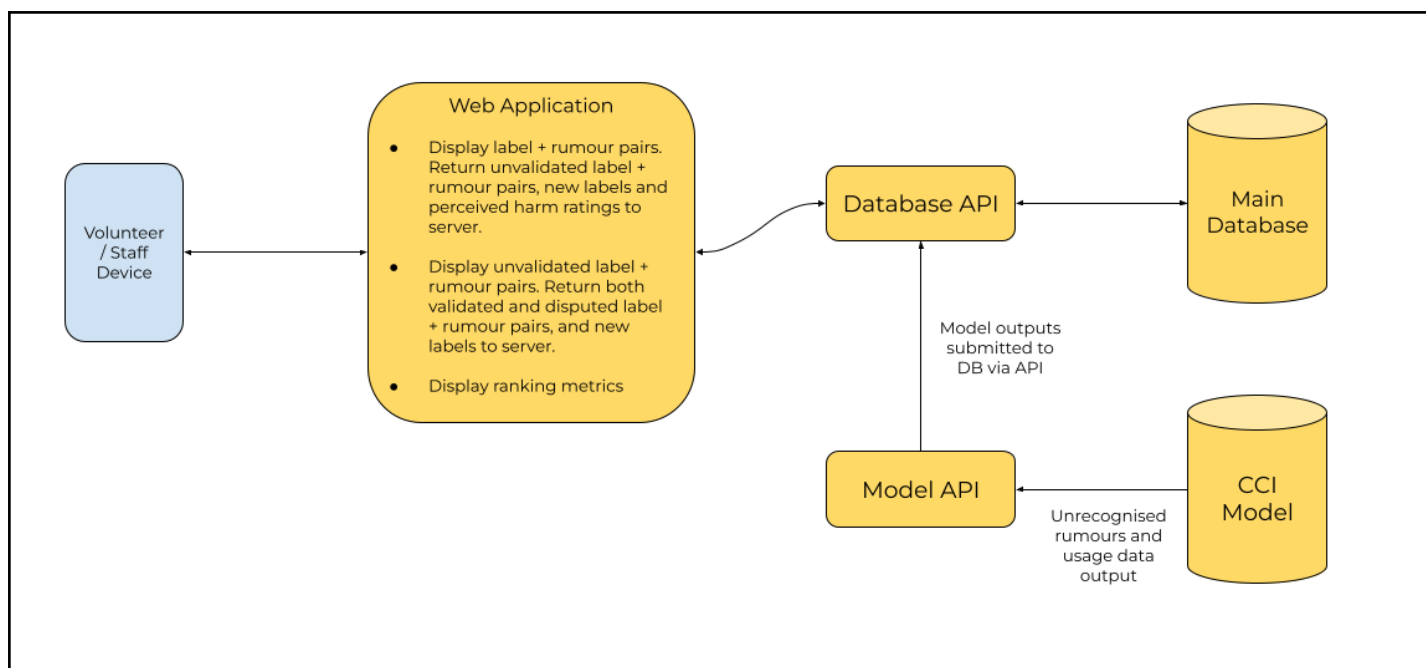 Web Application
● Display label + rumour pairs.
Return unvalidated label +
rumour pairs, new labels and
perceived harm ratings to
server.
● Display unvalidated label +
rumour pairs. Return both
validated and disputed label
+ rumour pairs, and new
labels to server.
● Display ranking metrics
Volunteer
/ Staff
Device
Database API
Main
Database
Model outputs
submitted to
DB via API
Model API
CCI
Model
Unrecognised
rumours and
usage data
output